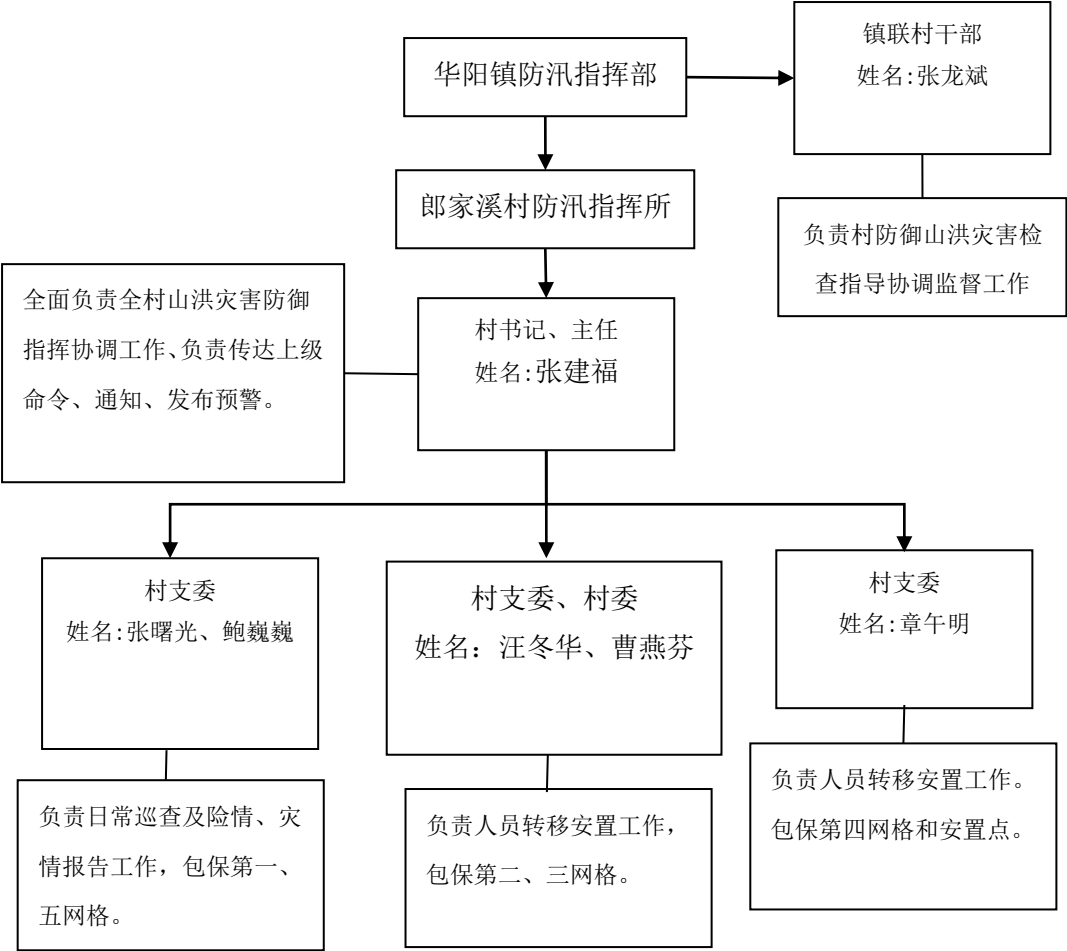 华阳镇防汛指挥部
镇联村干部
姓名:张龙斌
郎家溪村防汛指挥所
负责村防御山洪灾害检
查指导协调监督工作
全面负责全村山洪灾害防御
指挥协调工作、负责传达上级
命令、通知、发布预警。
村书记、主任
姓名:张建福
村支委
姓名:张曙光、鲍巍巍
村支委、村委
姓名：汪冬华、曹燕芬
村支委
姓名:章午明
负责日常巡查及险情、灾
情报告工作，包保第一、
五网格。
负责人员转移安置工作，
包保第二、三网格。
负责人员转移安置工作。
包保第四网格和安置点。